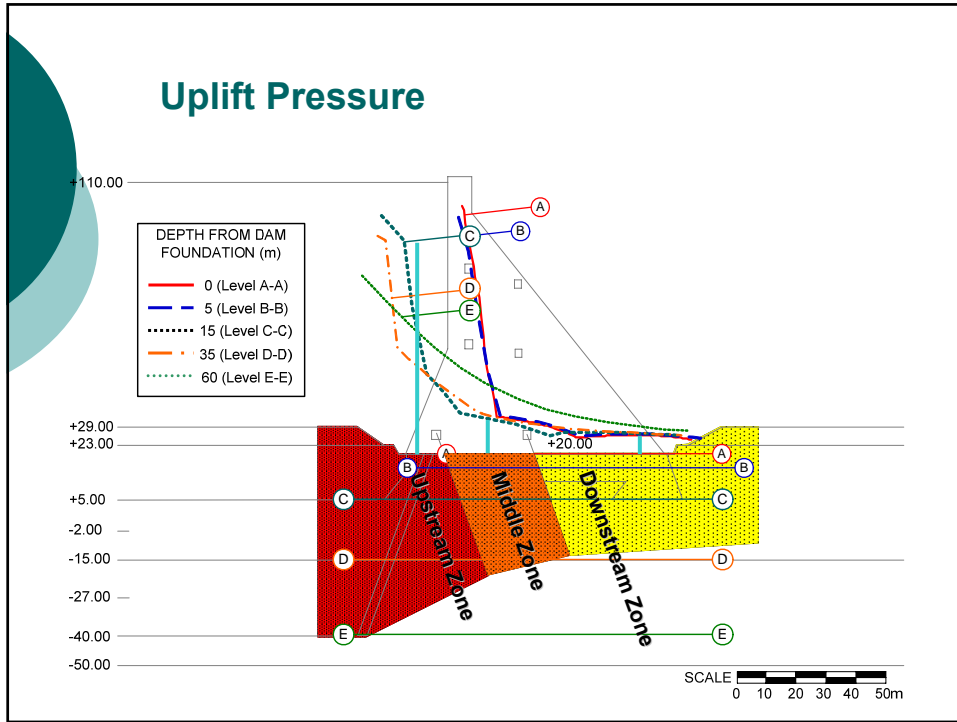 Uplift Pressure
+110.00
DEPTH FROM DAM
FOUNDATION (m)
0 (Level A-A)
5 (Level B-B)
15 (Level C-C)
35 (Level D-D)
60 (Level E-E)
A
B
C
D
E
+29.00
+23.00
+20.00
A
A
B
B
+5.00
C
C
-2.00
-15.00
D
D
-27.00
-40.00
E
E
-50.00
Upstream Zone
Middle Zone
Downstream Zone
SCALE
0 10 20 30 40 50m